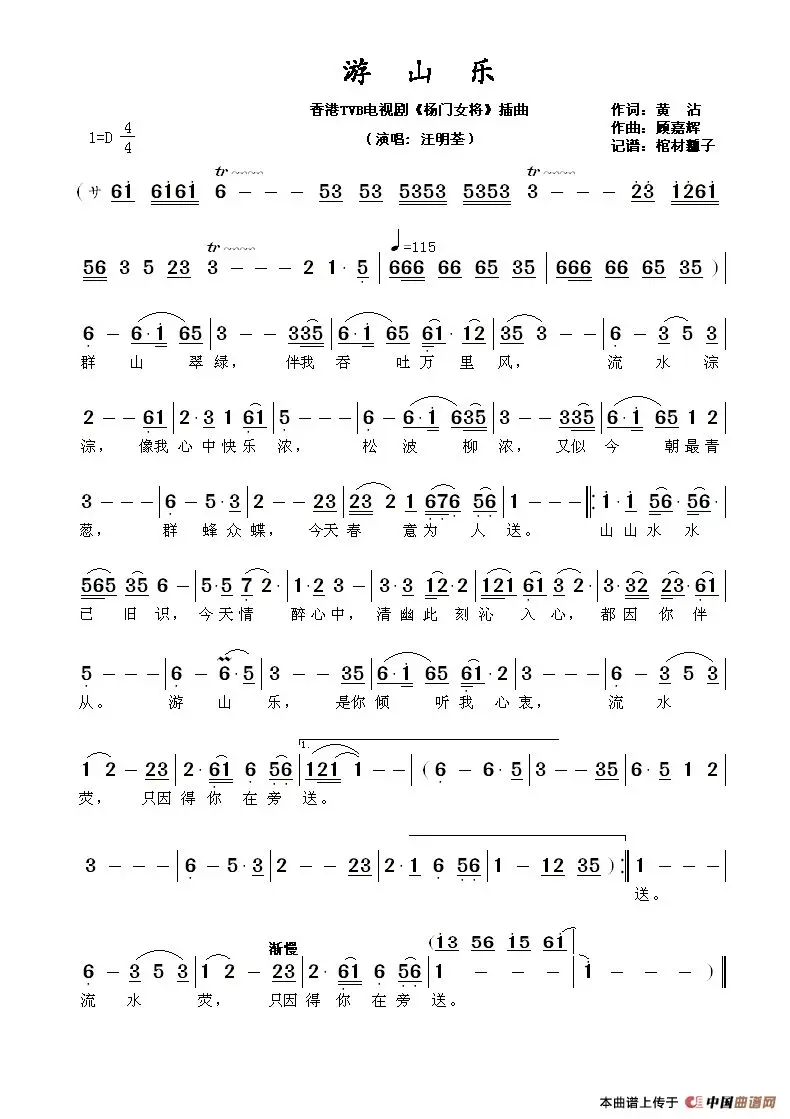 游 山 乐
香港TVB电视剧《杨门女将》插曲
（演唱：汪明荃）
作词：黄 沾
作曲：顾嘉辉
记谱：棺材瓤子
1=D 4/4
(サ 61 6161 tr 6 - - - 53 53 5353 5353 tr 3 - - - 23 1261
56 3 5 23 tr 3 - - - 2 1· 5 | ♩=115 666 66 65 35 | 666 66 65 35 ) |
6 - 6·1 65 | 3 - - 335 | 6·1 65 61· 12 | 35 3 - - | 6 - 3 5 3 |
群 山 翠 绿， 伴我 吞 吐 万 里 风， 流 水 淙
2 - - 61 | 2·3 1 61 | 5 - - - | 6 - 6·1 635 | 3 - - 335 | 6·1 65 1 2 |
淙， 像我 心 中 快 乐 浓， 松 波 柳 浓， 又似 今 朝 最 青
3 - - - | 6 - 5·3 | 2 - - 23 | 23 2 1 676 56 | 1 - - - |: 1·1 56· 56· |
葱， 群 蜂 众 蝶， 今天 春 意 为 人 送。 山 山 水 水
565 35 6 - | 5·5 7 2· | 1·2 3 - | 3·3 12·2 | 121 61 3 2 | 3·32 23·61 |
已 旧 识， 今 天 情 醉 心 中， 清 幽 此 刻 沁 入 心， 都 因 你 伴
5 - - - | 6 - 6·5 | 3 - - 35 | 6·1 65 61·2 | 3 - - - | 6 - 3 5 3 |
从。 游 山 乐， 是你 倾 听 我 心 衷， 流 水
1 2 - 23 | 2· 61 6 56 | 1. 121 1 - - | ( 6 - 6·5 | 3 - - 35 | 6·5 1 2 |
荧， 只因 得 你 在 旁 送。
3 - - - | 6 - 5·3 | 2 - - 23 | 2·1 6 56 | 1 - 12 35 ) :| 1 - - - |
送。
渐慢
(13 56 15 61
6 - 3 5 3 | 1 2 - 23 | 2· 61 6 56 | 1 - - - | 1 - - ) ‖
流 水 荧， 只因 得 你 在 旁 送。
本曲谱上传于 中国曲谱网